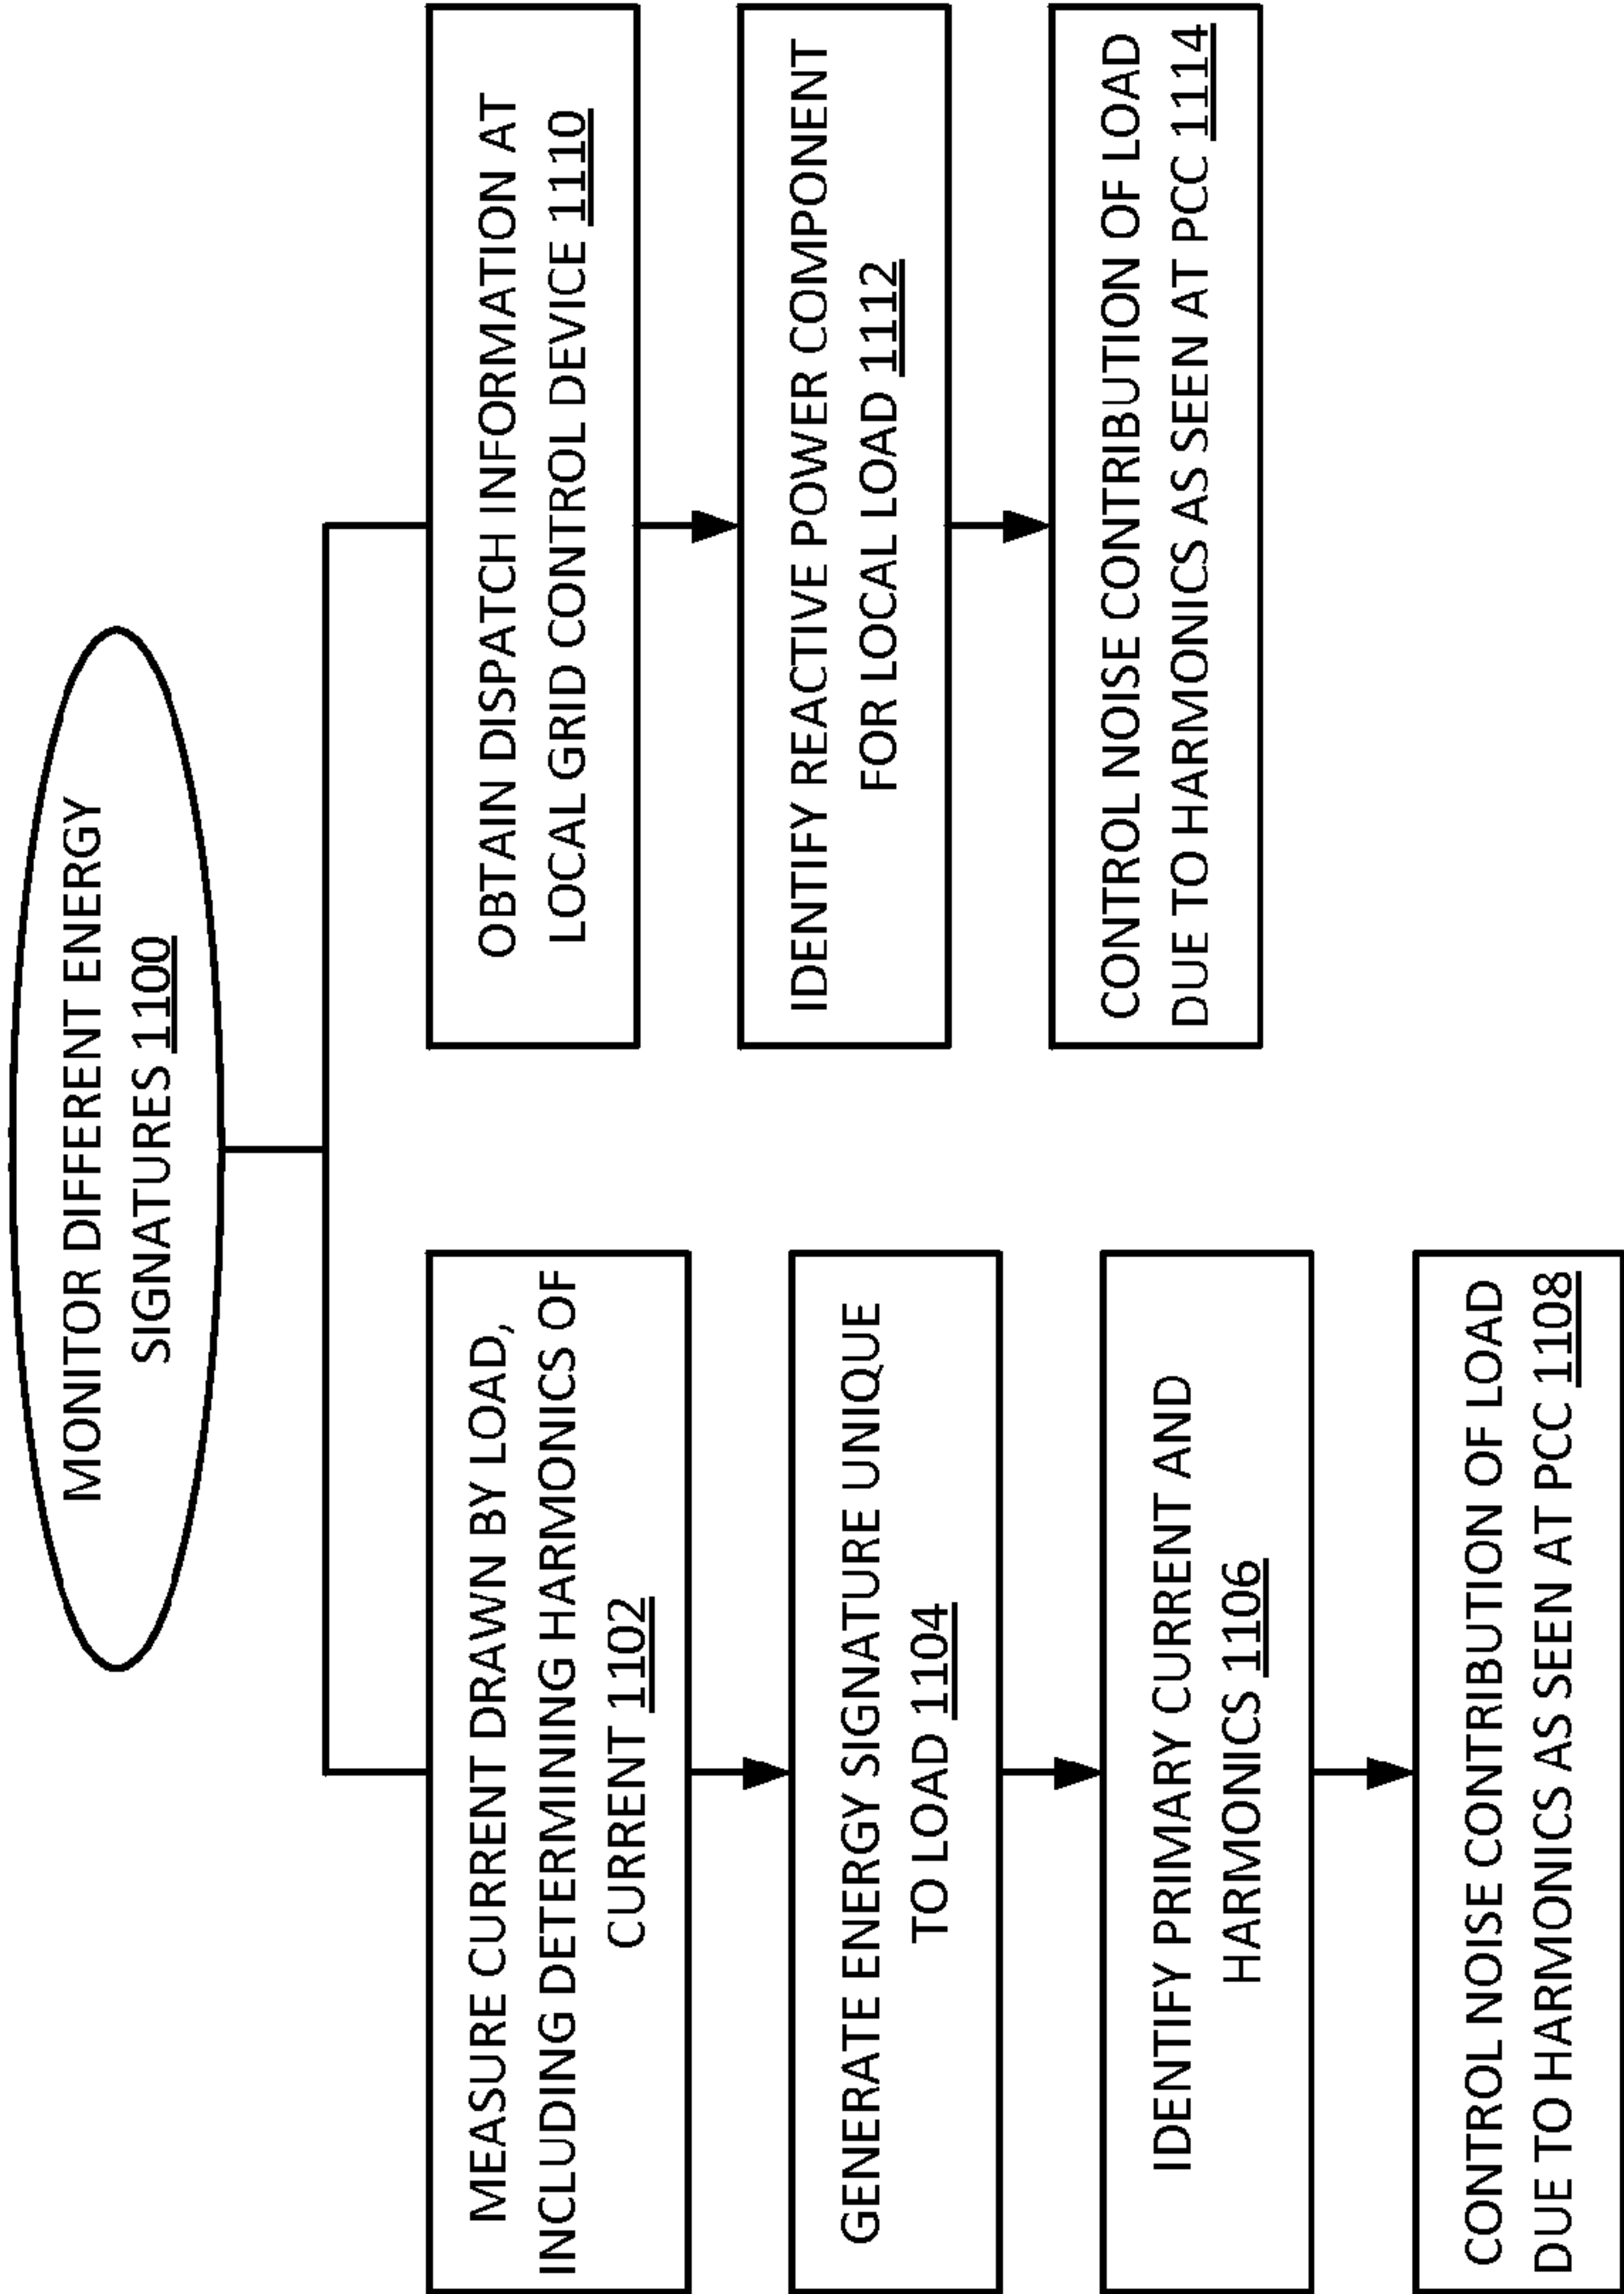 MONITOR DIFFERENT ENERGY
SIGNATURES 1100
MEASURE CURRENT DRAWN BY LOAD,
INCLUDING DETERMINING HARMONICS OF
CURRENT 1102
GENERATE ENERGY SIGNATURE UNIQUE
TO LOAD 1104
IDENTIFY PRIMARY CURRENT AND
HARMONICS 1106
CONTROL NOISE CONTRIBUTION OF LOAD
DUE TO HARMONICS AS SEEN AT PCC 1108
OBTAIN DISPATCH INFORMATION AT
LOCAL GRID CONTROL DEVICE 1110
IDENTIFY REACTIVE POWER COMPONENT
FOR LOCAL LOAD 1112
CONTROL NOISE CONTRIBUTION OF LOAD
DUE TO HARMONICS AS SEEN AT PCC 1114